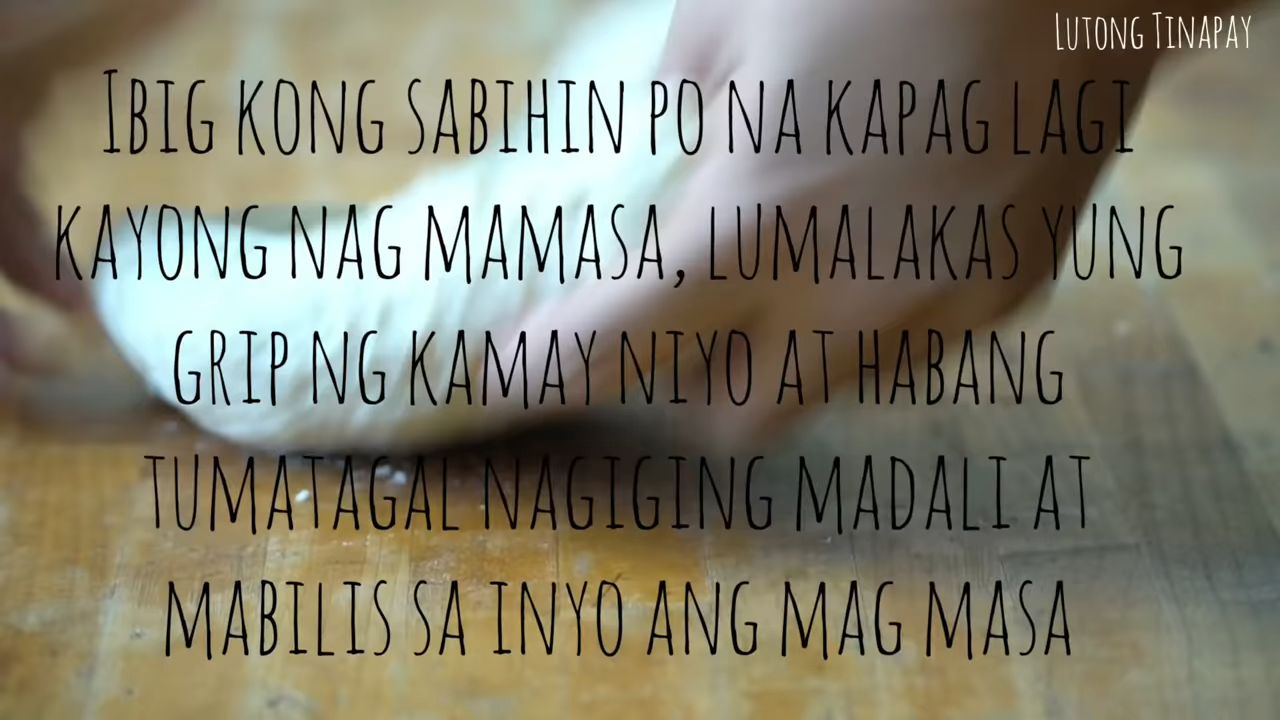 Lutong Tinapay
Ibig kong sabihin po na kapag lagi
kayong nag mamasa, lumalakas yung
grip ng kamay niyo at habang
tumatagal nagiging madali at
mabilis sa inyo ang mag masa